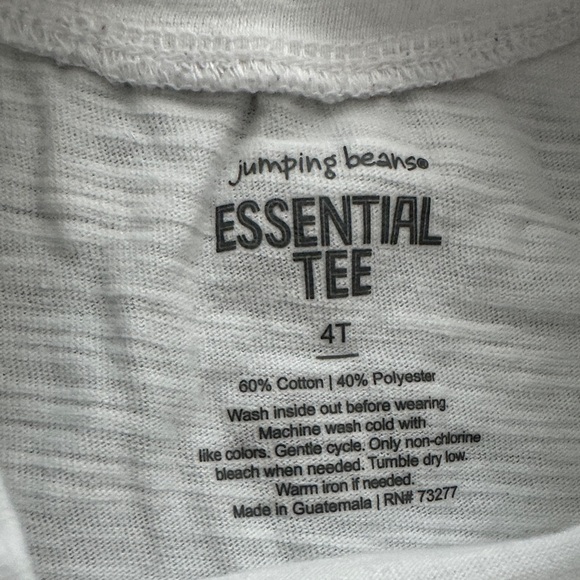 jumping beans®
ESSENTIAL
TEE
4T
60% Cotton | 40% Polyester
Wash inside out before wearing.
Machine wash cold with
like colors. Gentle cycle. Only non-chlorine
bleach when needed. Tumble dry low.
Warm iron if needed.
Made in Guatemala | RN# 73277